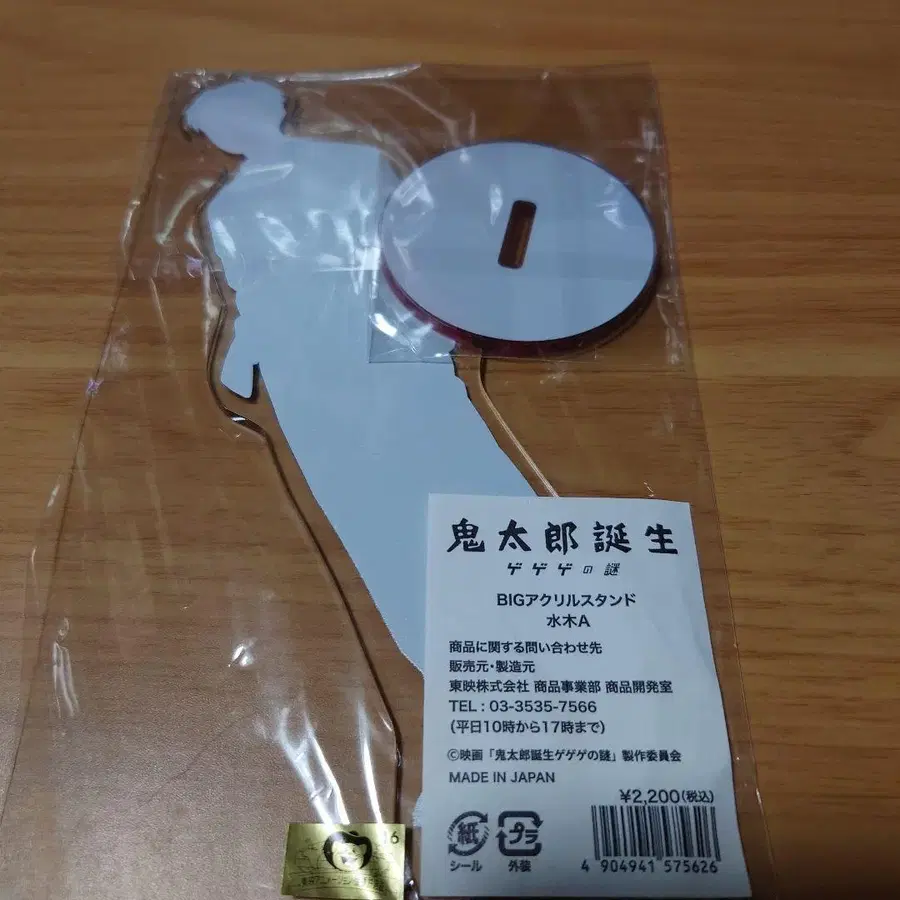 鬼太郎誕生
ゲゲゲの謎
BIGアクリルスタンド
水木A
商品に関する問い合わせ先
販売元・製造元
東映株式会社 商品事業部 商品開発室
TEL : 03-3535-7566
(平日10時から17時まで)
©映画「鬼太郎誕生ゲゲゲの謎」製作委員会
MADE IN JAPAN
¥2,200(税込)
紙
シール
プラ
外装
4 904941 575626